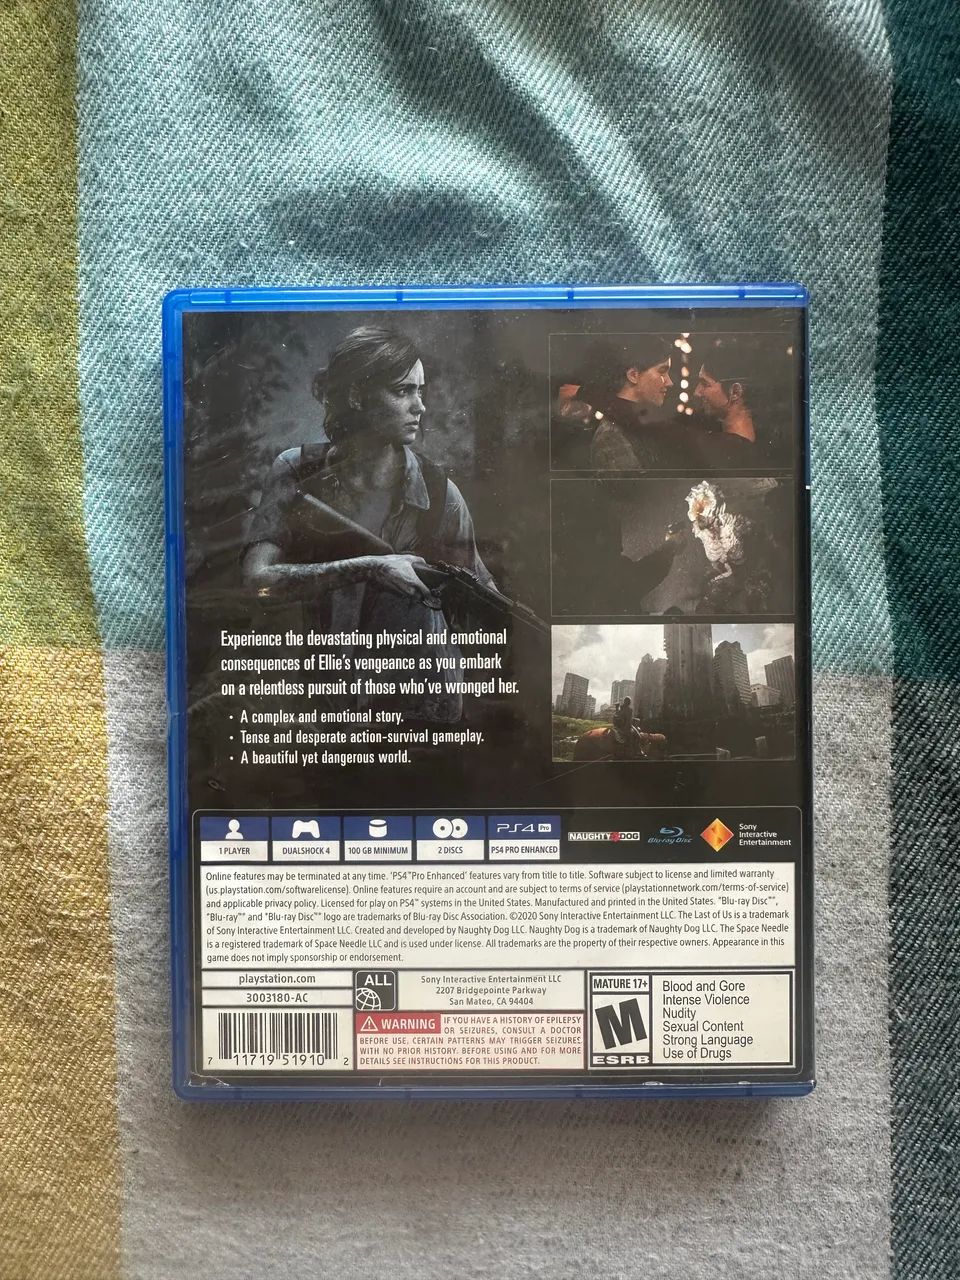 Experience the devastating physical and emotional
consequences of Ellie's vengeance as you embark
on a relentless pursuit of those who've wronged her.
• A complex and emotional story.
• Tense and desperate action-survival gameplay.
• A beautiful yet dangerous world.
1 PLAYER
DUALSHOCK 4
100 GB MINIMUM
2 DISCS
PS4 Pro
PS4 PRO ENHANCED
NAUGHTY DOG
Blu-ray Disc
Sony
Interactive
Entertainment
Online features may be terminated at any time. 'PS4™Pro Enhanced' features vary from title to title. Software subject to license and limited warranty
(us.playstation.com/softwarelicense). Online features require an account and are subject to terms of service (playstationnetwork.com/terms-of-service)
and applicable privacy policy. Licensed for play on PS4™ systems in the United States. Manufactured and printed in the United States. "Blu-ray Disc™",
"Blu-ray™" and "Blu-ray Disc™" logo are trademarks of Blu-ray Disc Association. ©2020 Sony Interactive Entertainment LLC. The Last of Us is a trademark
of Sony Interactive Entertainment LLC. Created and developed by Naughty Dog LLC. Naughty Dog is a trademark of Naughty Dog LLC. The Space Needle
is a registered trademark of Space Needle LLC and is used under license. All trademarks are the property of their respective owners. Appearance in this
game does not imply sponsorship or endorsement.
playstation.com
3003180-AC
7 11719 51910 2
ALL
Sony Interactive Entertainment LLC
2207 Bridgepointe Parkway
San Mateo, CA 94404
WARNING IF YOU HAVE A HISTORY OF EPILEPSY
OR SEIZURES, CONSULT A DOCTOR
BEFORE USE. CERTAIN PATTERNS MAY TRIGGER SEIZURES
WITH NO PRIOR HISTORY. BEFORE USING AND FOR MORE
DETAILS SEE INSTRUCTIONS FOR THIS PRODUCT.
MATURE 17+
M
ESRB
Blood and Gore
Intense Violence
Nudity
Sexual Content
Strong Language
Use of Drugs